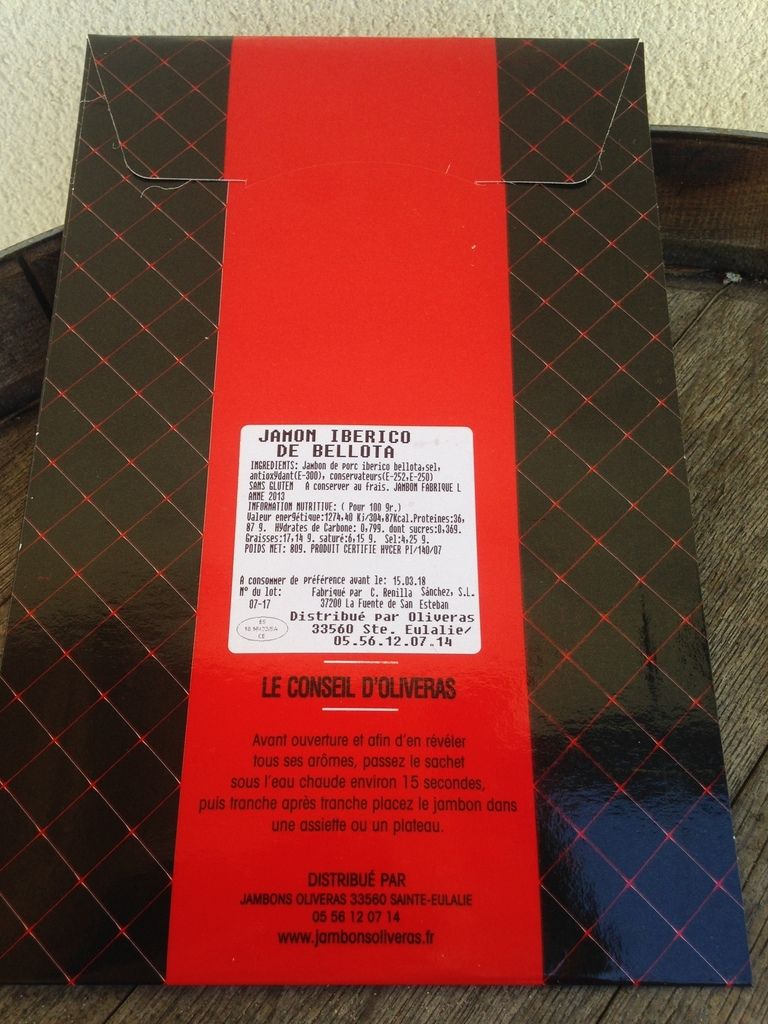 JAMON IBERICO
DE BELLOTA
INGREDIENTS: Jambon de porc iberico bellota,sel,
antioxydant(E-300), conservateurs(E-252,E-250)
SANS GLUTEN A conserver au frais. JAMBON FABRIQUE L
ANNE 2013
INFORMATION NUTRITIVE: ( Pour 100 gr.)
Valeur energétique:1274,40 Kj/304,87Kcal.Proteines:36,
87 g. Hydrates de Carbone: 0,799. dont sucres:0,369.
Graisses:17,14 g. saturé:6,15 g. Sel:4,25 g.
POIDS NET: 80g. PRODUIT CERTIFIE HYCER PI/140/07
A consommer de préférence avant le: 15.03.18
N° du lot: Fabriqué par C. Renilla Sánchez, S.L.
07-17 37200 La Fuente de San Esteban
Distribué par Oliveras
33560 Ste. Eulalie/
05.56.12.07.14
ES
CE
LE CONSEIL D'OLIVERAS
Avant ouverture et afin d'en révéler
tous ses arômes, passez le sachet
sous l'eau chaude environ 15 secondes,
puis tranche après tranche placez le jambon dans
une assiette ou un plateau.
DISTRIBUÉ PAR
JAMBONS OLIVERAS 33560 SAINTE-EULALIE
05 56 12 07 14
www.jambonsoliveras.fr